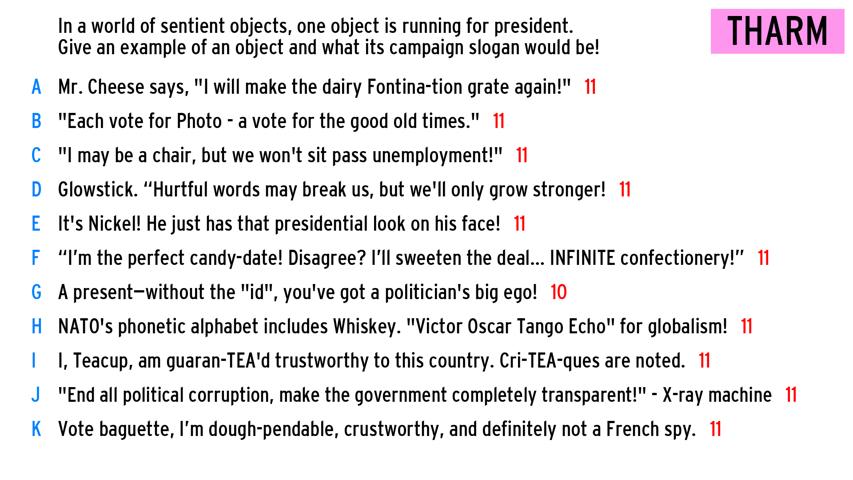 In a world of sentient objects, one object is running for president.
Give an example of an object and what its campaign slogan would be!
THARM
A Mr. Cheese says, "I will make the dairy Fontina-tion grate again!" 11
B "Each vote for Photo - a vote for the good old times." 11
C "I may be a chair, but we won't sit pass unemployment!" 11
D Glowstick. “Hurtful words may break us, but we'll only grow stronger! 11
E It's Nickel! He just has that presidential look on his face! 11
F “I’m the perfect candy-date! Disagree? I’ll sweeten the deal... INFINITE confectionery!” 11
G A present—without the "id", you've got a politician's big ego! 10
H NATO's phonetic alphabet includes Whiskey. "Victor Oscar Tango Echo" for globalism! 11
I I, Teacup, am guaran-TEA'd trustworthy to this country. Cri-TEA-ques are noted. 11
J "End all political corruption, make the government completely transparent!" - X-ray machine 11
K Vote baguette, I’m dough-pendable, crustworthy, and definitely not a French spy. 11